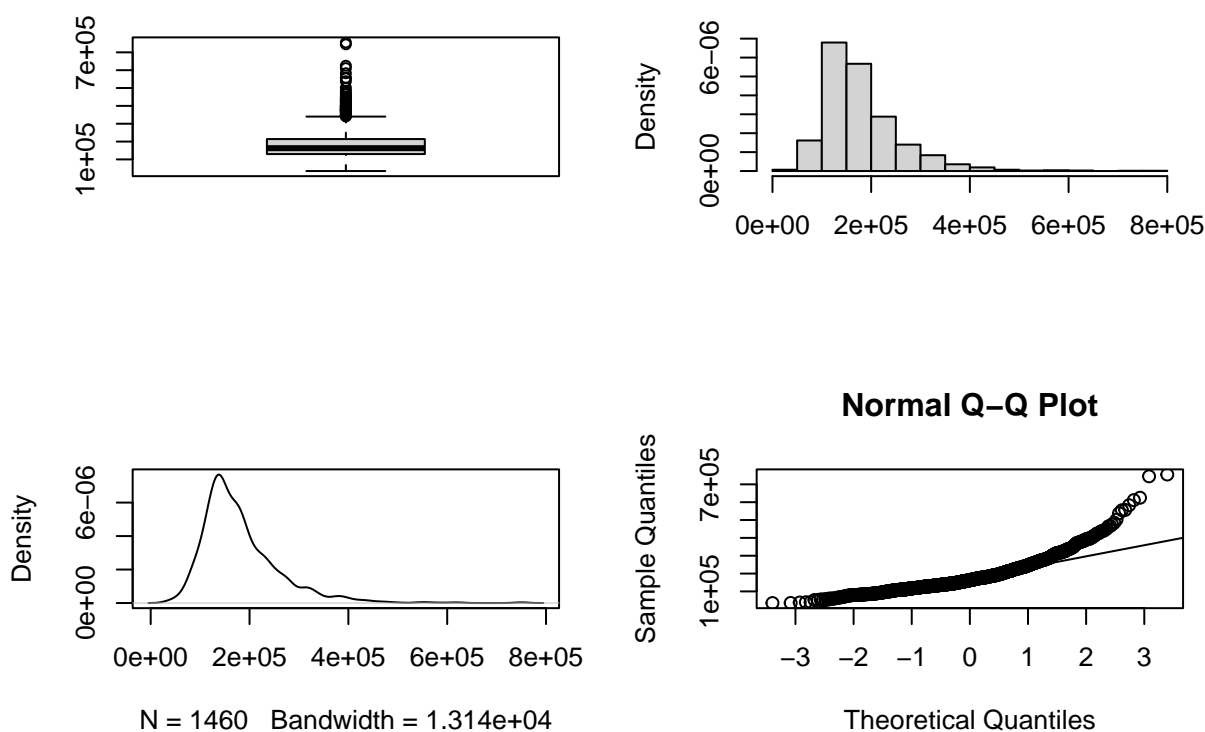 7e+05
1e+05
Density
6e−06
0e+00
0e+00 2e+05 4e+05 6e+05 8e+05
Density
6e−06
0e+00
0e+00 2e+05 4e+05 6e+05 8e+05
N = 1460 Bandwidth = 1.314e+04
Normal Q−Q Plot
Sample Quantiles
7e+05
1e+05
−3 −2 −1 0 1 2 3
Theoretical Quantiles